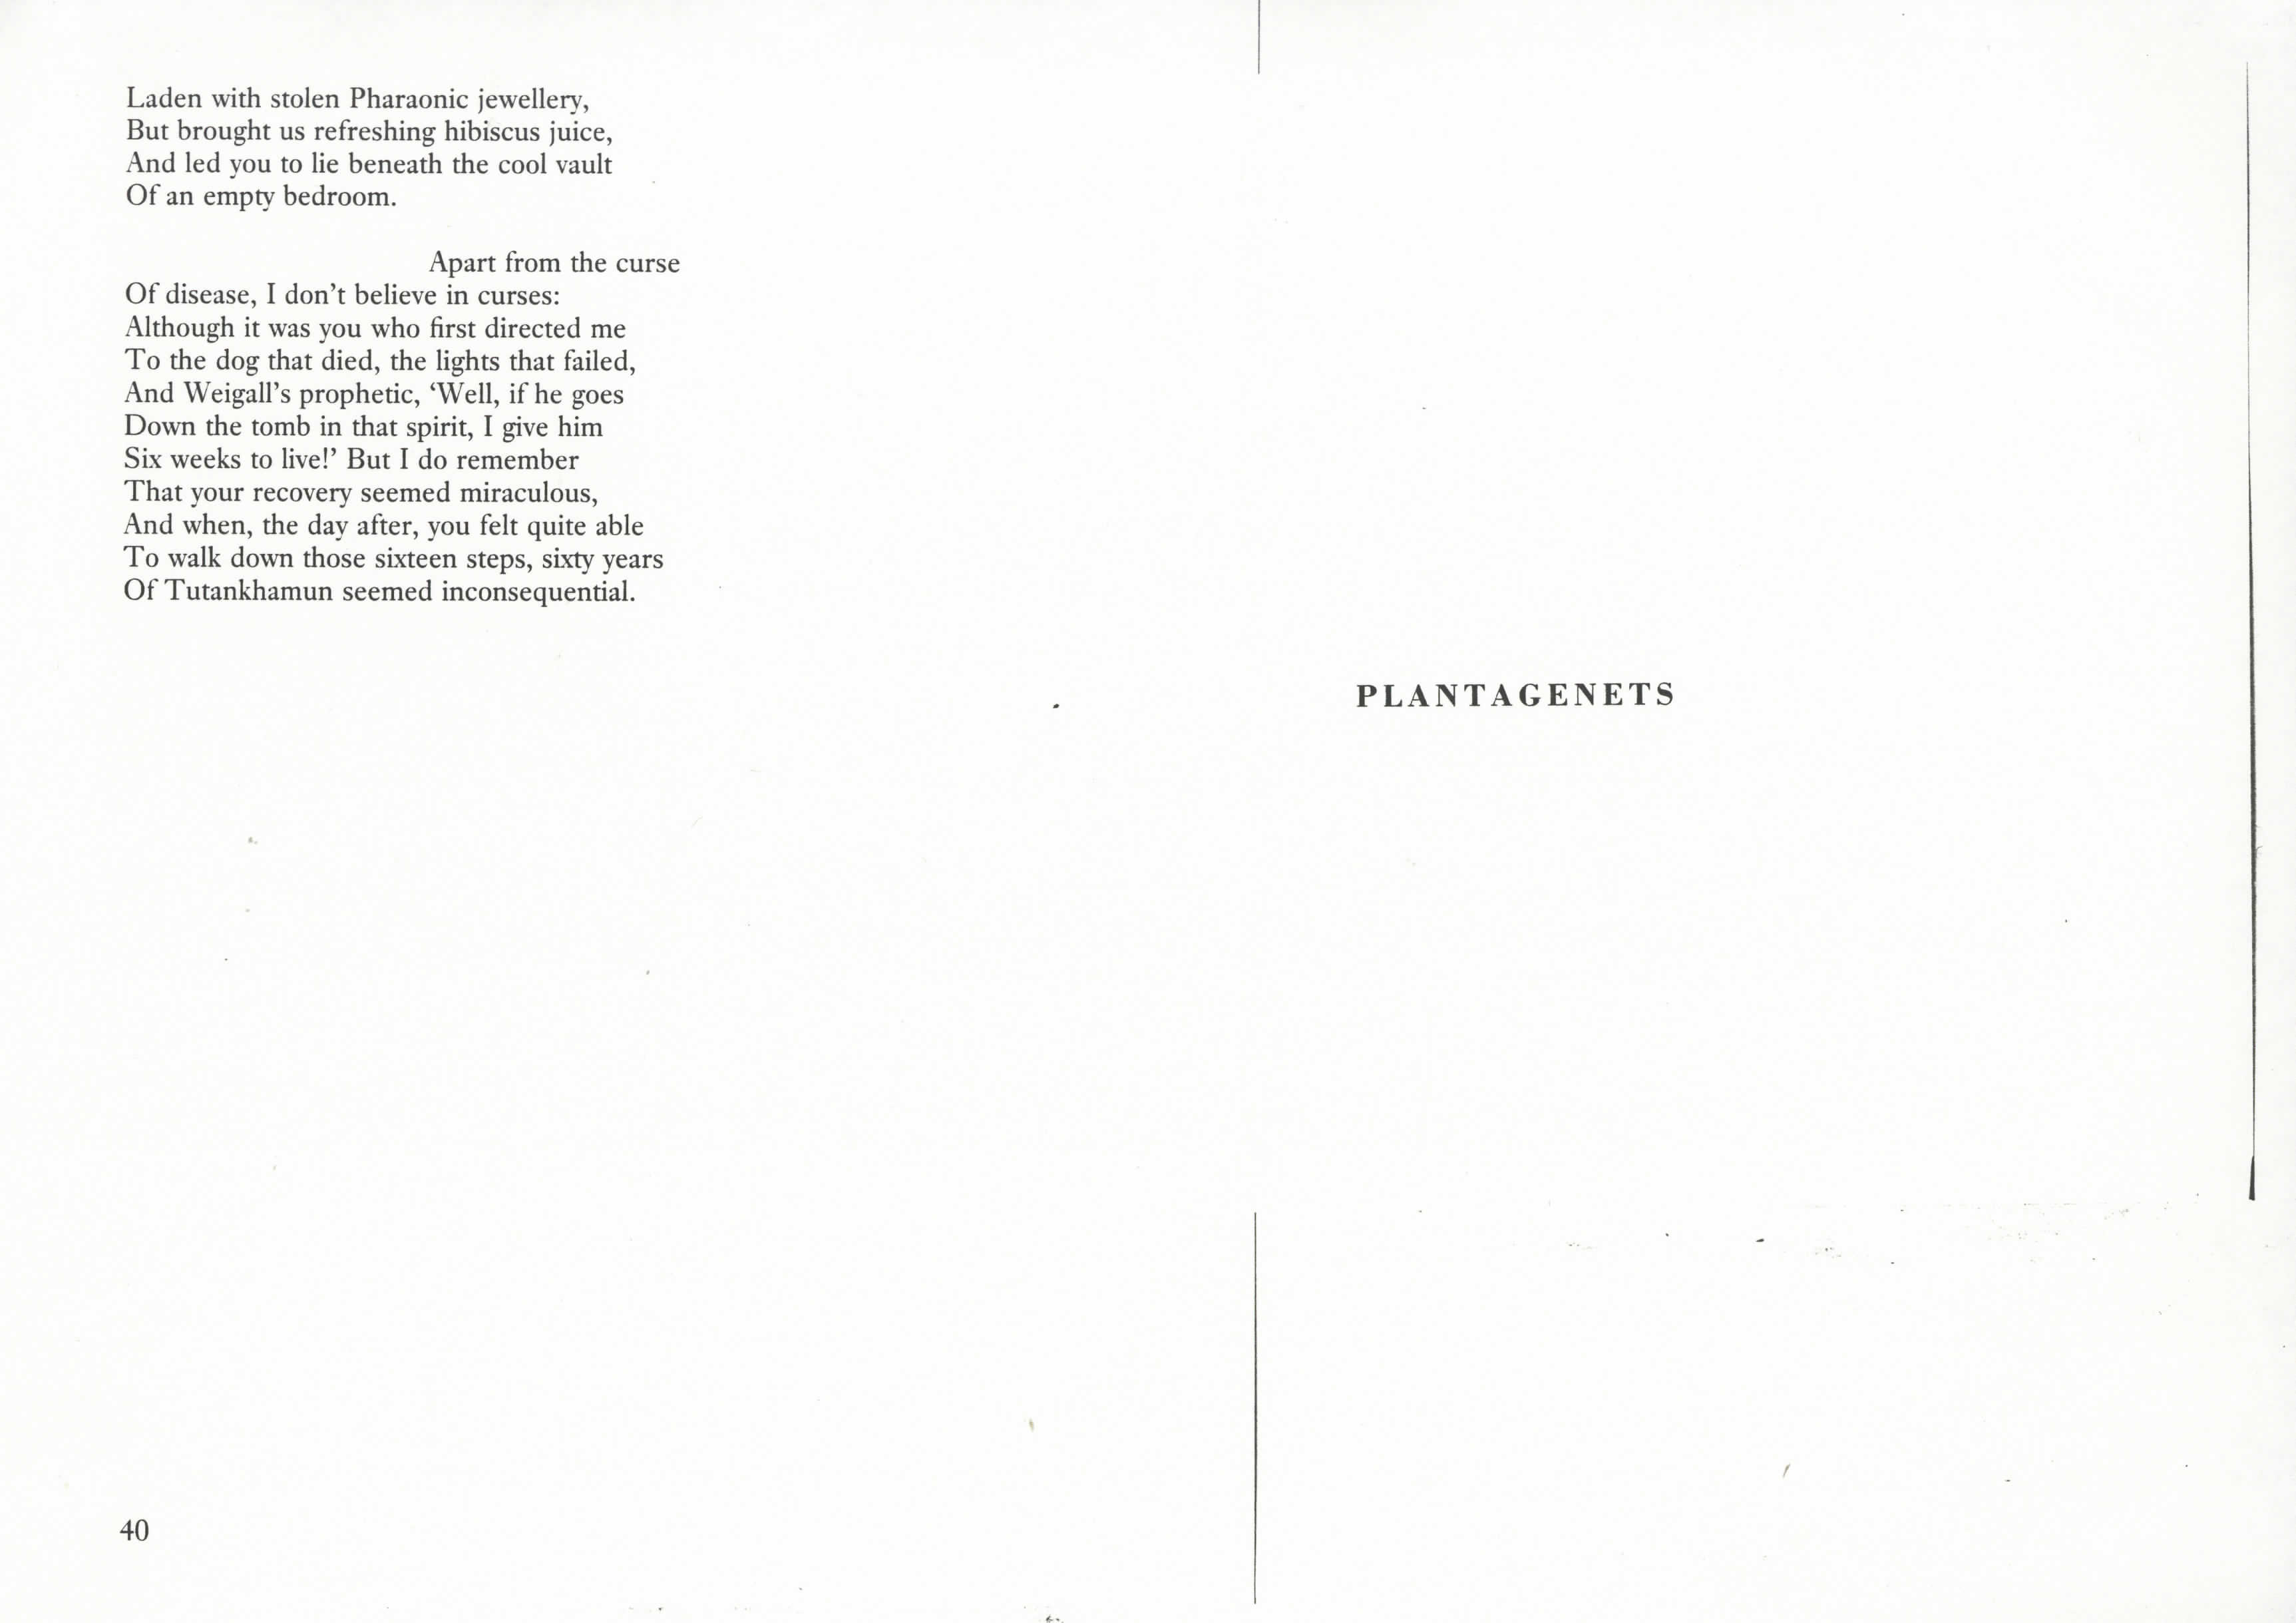 Laden with stolen Pharaonic jewellery,
But brought us refreshing hibiscus juice,
And led you to lie beneath the cool vault
Of an empty bedroom.
Apart from the curse
Of disease, I don't believe in curses:
Although it was you who first directed me
To the dog that died, the lights that failed,
And Weigall's prophetic, ‘Well, if he goes
Down the tomb in that spirit, I give him
Six weeks to live!’ But I do remember
That your recovery seemed miraculous,
And when, the day after, you felt quite able
To walk down those sixteen steps, sixty years
Of Tutankhamun seemed inconsequential.
40
PLANTAGENETS